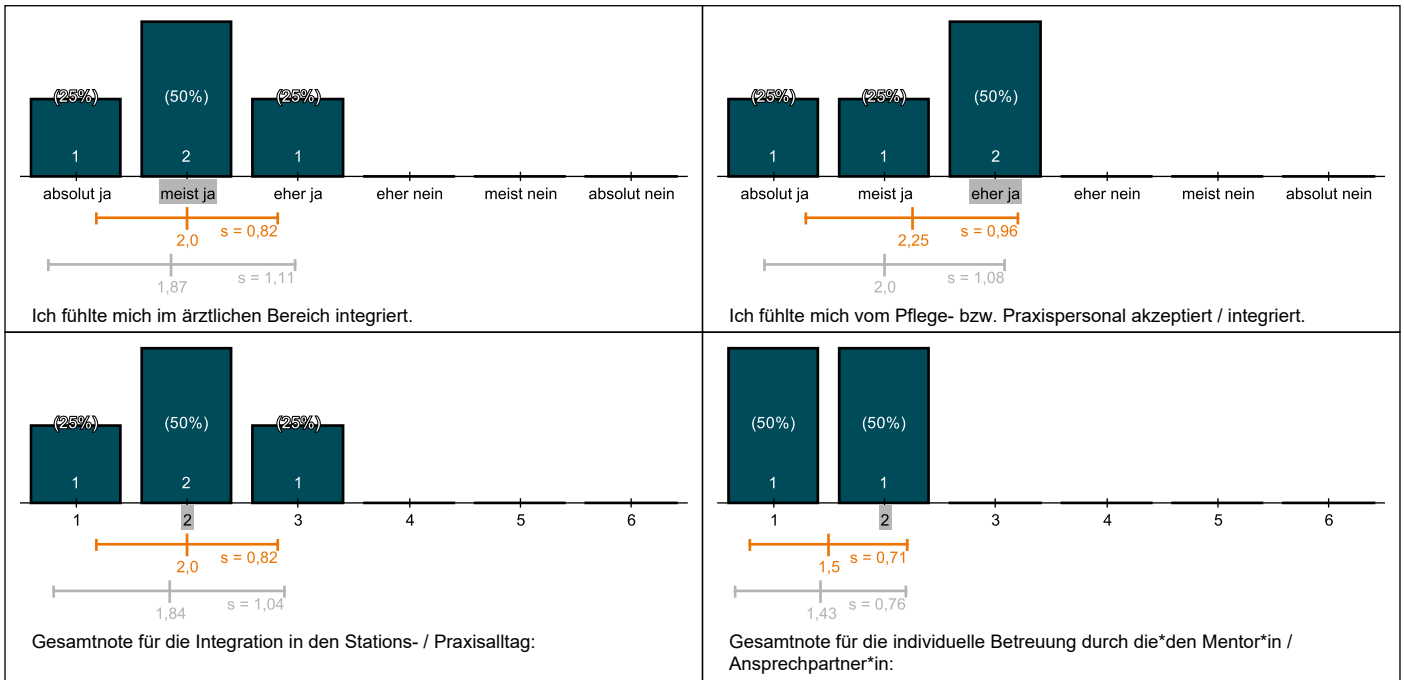 (25%) (50%) (25%)
1 2 1
absolut ja meist ja eher ja eher nein meist nein absolut nein
s = 0,82
2,0
s = 1,11
1,87
Ich fühlte mich im ärztlichen Bereich integriert.
(25%) (25%) (50%)
1 1 2
absolut ja meist ja eher ja eher nein meist nein absolut nein
s = 0,96
2,25
s = 1,08
2,0
Ich fühlte mich vom Pflege- bzw. Praxispersonal akzeptiert / integriert.
(25%) (50%) (25%)
1 2 1
1 2 3 4 5 6
s = 0,82
2,0
s = 1,04
1,84
Gesamtnote für die Integration in den Stations- / Praxisalltag:
(50%) (50%)
1 1
1 2 3 4 5 6
s = 0,71
1,5
s = 0,76
1,43
Gesamtnote für die individuelle Betreuung durch die*den Mentor*in /
Ansprechpartner*in: